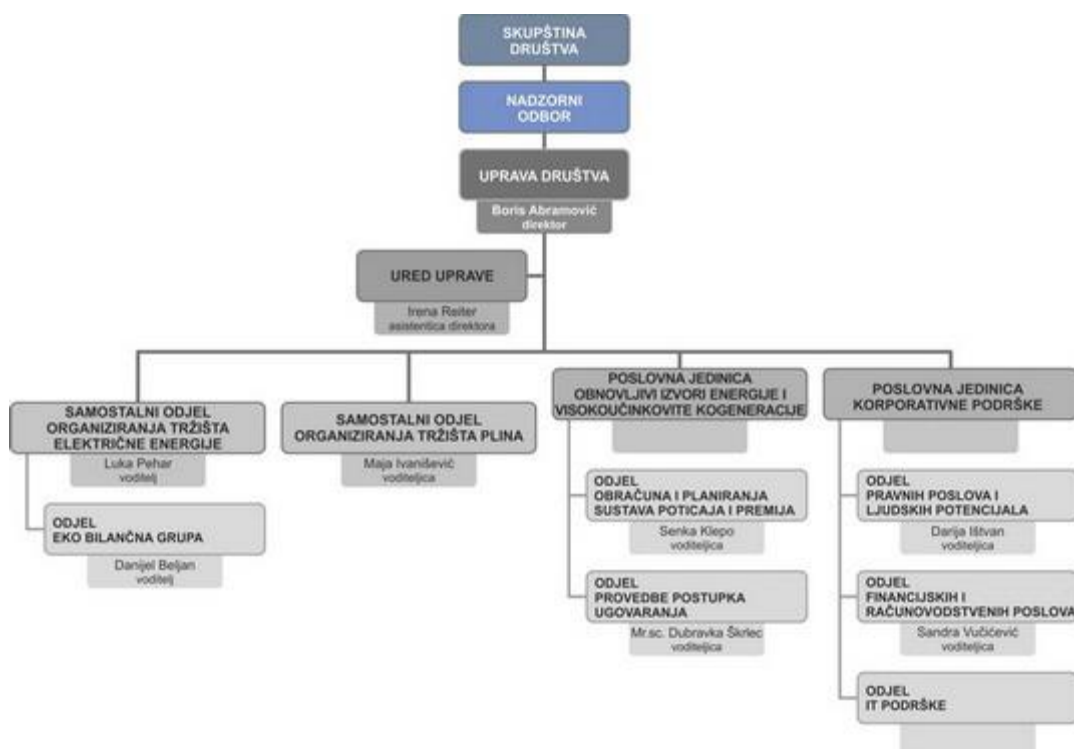 SKUPŠTINA
DRUŠTVA
NADZORNI
ODBOR
UPRAVA DRUŠTVA
Boris Abramović
direktor
URED UPRAVE
Irena Reiter
asistentica direktora
SAMOSTALNI ODJEL
ORGANIZIRANJA TRŽIŠTA
ELEKTRIČNE ENERGIJE
Luka Pehar
voditelj
ODJEL
EKO BILANČNA GRUPA
Danijel Beljan
voditelj
SAMOSTALNI ODJEL
ORGANIZIRANJA TRŽIŠTA PLINA
Maja Ivanišević
voditeljica
POSLOVNA JEDINICA
OBNOVLJIVI IZVORI ENERGIJE I
VISOKOUČINKOVITE KOGENERACIJE
ODJEL
OBRAČUNA I PLANIRANJA
SUSTAVA POTICAJA I PREMIJA
Senka Klepo
voditeljica
ODJEL
PROVEDBE POSTUPKA
UGOVARANJA
Mr.sc. Dubravka Škrlec
voditeljica
POSLOVNA JEDINICA
KORPORATIVNE PODRŠKE
ODJEL
PRAVNIH POSLOVA I
LJUDSKIH POTENCIJALA
Darija Ištvan
voditeljica
ODJEL
FINANCIJSKIH I
RAČUNOVODSTVENIH POSLOVA
Sandra Vučićević
voditeljica
ODJEL
IT PODRŠKE